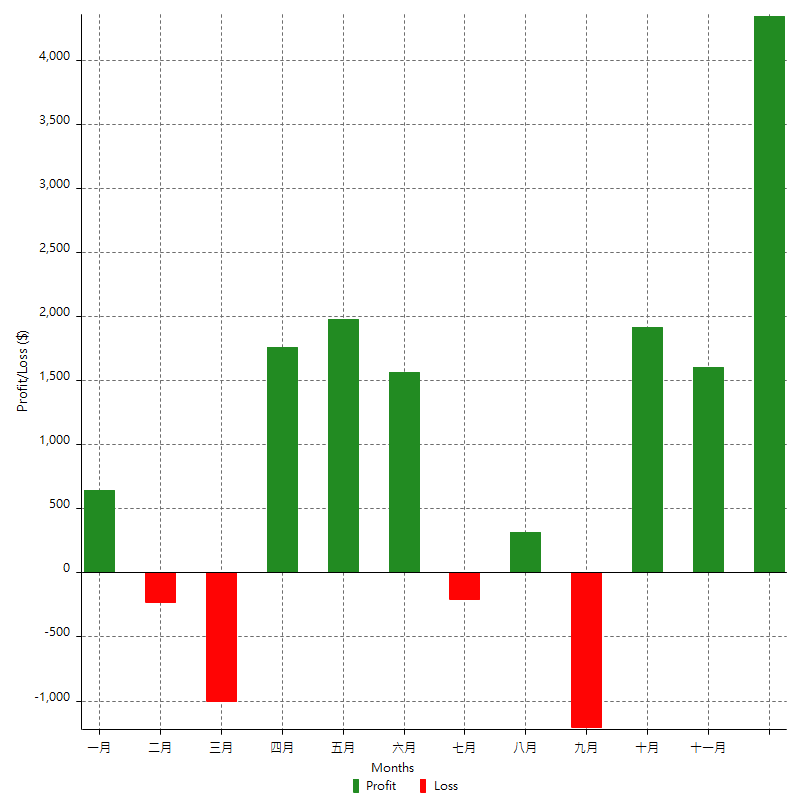 4,000
3,500
3,000
2,500
2,000
1,500
1,000
500
0
-500
-1,000
Profit/Loss ($)
一月 二月 三月 四月 五月 六月 七月 八月 九月 十月 十一月
Months
Profit Loss